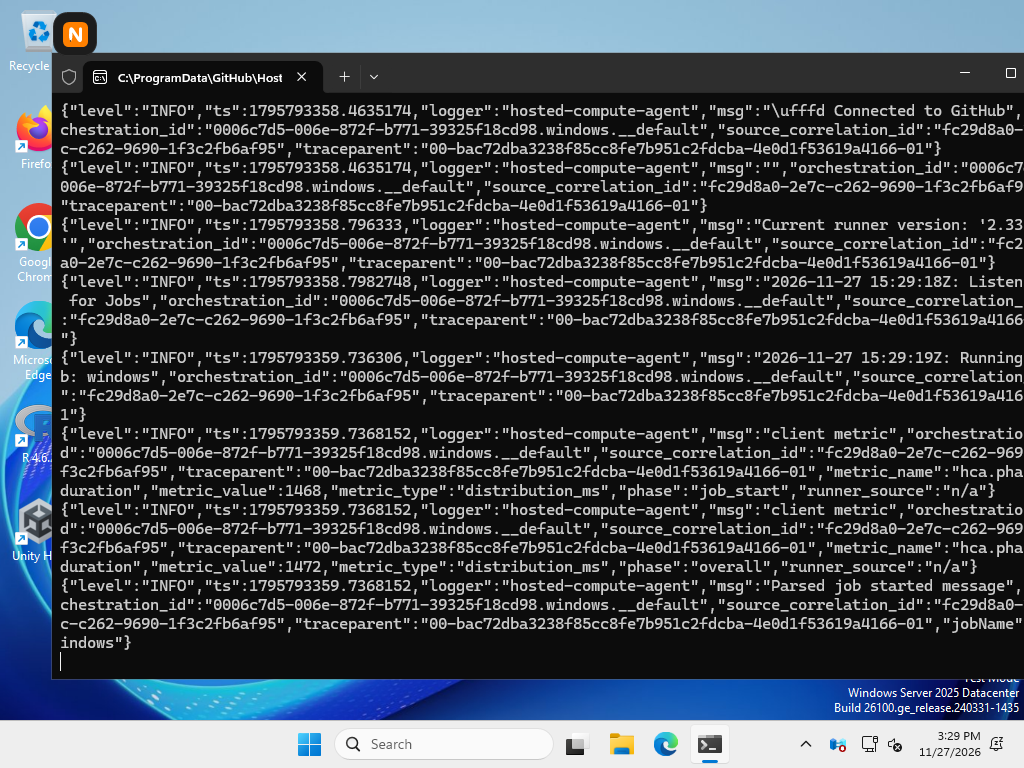 N
Recycle
C:\ProgramData\GitHub\Host
Firefo
Googl
Chrom
Micros
Edge
R 4.6.
Unity H
{"level":"INFO","ts":1795793358.4635174,"logger":"hosted-compute-agent","msg":"\ufffd Connected to GitHub",
chestration_id":"0006c7d5-006e-872f-b771-39325f18cd98.windows.__default","source_correlation_id":"fc29d8a0-
c-c262-9690-1f3c2fb6af95","traceparent":"00-bac72dba3238f85cc8fe7b951c2fdcba-4e0d1f53619a4166-01"}
{"level":"INFO","ts":1795793358.4635174,"logger":"hosted-compute-agent","msg":"","orchestration_id":"0006c7
006e-872f-b771-39325f18cd98.windows.__default","source_correlation_id":"fc29d8a0-2e7c-c262-9690-1f3c2fb6af9
"traceparent":"00-bac72dba3238f85cc8fe7b951c2fdcba-4e0d1f53619a4166-01"}
{"level":"INFO","ts":1795793358.796333,"logger":"hosted-compute-agent","msg":"Current runner version: '2.33
'","orchestration_id":"0006c7d5-006e-872f-b771-39325f18cd98.windows.__default","source_correlation_id":"fc2
a0-2e7c-c262-9690-1f3c2fb6af95","traceparent":"00-bac72dba3238f85cc8fe7b951c2fdcba-4e0d1f53619a4166-01"}
{"level":"INFO","ts":1795793358.7982748,"logger":"hosted-compute-agent","msg":"2026-11-27 15:29:18Z: Listen
for Jobs","orchestration_id":"0006c7d5-006e-872f-b771-39325f18cd98.windows.__default","source_correlation_
:"fc29d8a0-2e7c-c262-9690-1f3c2fb6af95","traceparent":"00-bac72dba3238f85cc8fe7b951c2fdcba-4e0d1f53619a4166
"}
{"level":"INFO","ts":1795793359.736306,"logger":"hosted-compute-agent","msg":"2026-11-27 15:29:19Z: Running
b: windows","orchestration_id":"0006c7d5-006e-872f-b771-39325f18cd98.windows.__default","source_correlation
":"fc29d8a0-2e7c-c262-9690-1f3c2fb6af95","traceparent":"00-bac72dba3238f85cc8fe7b951c2fdcba-4e0d1f53619a4166
1"}
{"level":"INFO","ts":1795793359.7368152,"logger":"hosted-compute-agent","msg":"client metric","orchestratio
d":"0006c7d5-006e-872f-b771-39325f18cd98.windows.__default","source_correlation_id":"fc29d8a0-2e7c-c262-969
f3c2fb6af95","traceparent":"00-bac72dba3238f85cc8fe7b951c2fdcba-4e0d1f53619a4166-01","metric_name":"hca.pha
duration","metric_value":1468,"metric_type":"distribution_ms","phase":"job_start","runner_source":"n/a"}
{"level":"INFO","ts":1795793359.7368152,"logger":"hosted-compute-agent","msg":"client metric","orchestratio
d":"0006c7d5-006e-872f-b771-39325f18cd98.windows.__default","source_correlation_id":"fc29d8a0-2e7c-c262-969
f3c2fb6af95","traceparent":"00-bac72dba3238f85cc8fe7b951c2fdcba-4e0d1f53619a4166-01","metric_name":"hca.pha
duration","metric_value":1472,"metric_type":"distribution_ms","phase":"overall","runner_source":"n/a"}
{"level":"INFO","ts":1795793359.7368152,"logger":"hosted-compute-agent","msg":"Parsed job started message",
chestration_id":"0006c7d5-006e-872f-b771-39325f18cd98.windows.__default","source_correlation_id":"fc29d8a0-
c-c262-9690-1f3c2fb6af95","traceparent":"00-bac72dba3238f85cc8fe7b951c2fdcba-4e0d1f53619a4166-01","jobName"
indows"}
Test Mode
Windows Server 2025 Datacenter
Build 26100.ge_release.240331-1435
Search
3:29 PM
11/27/2026